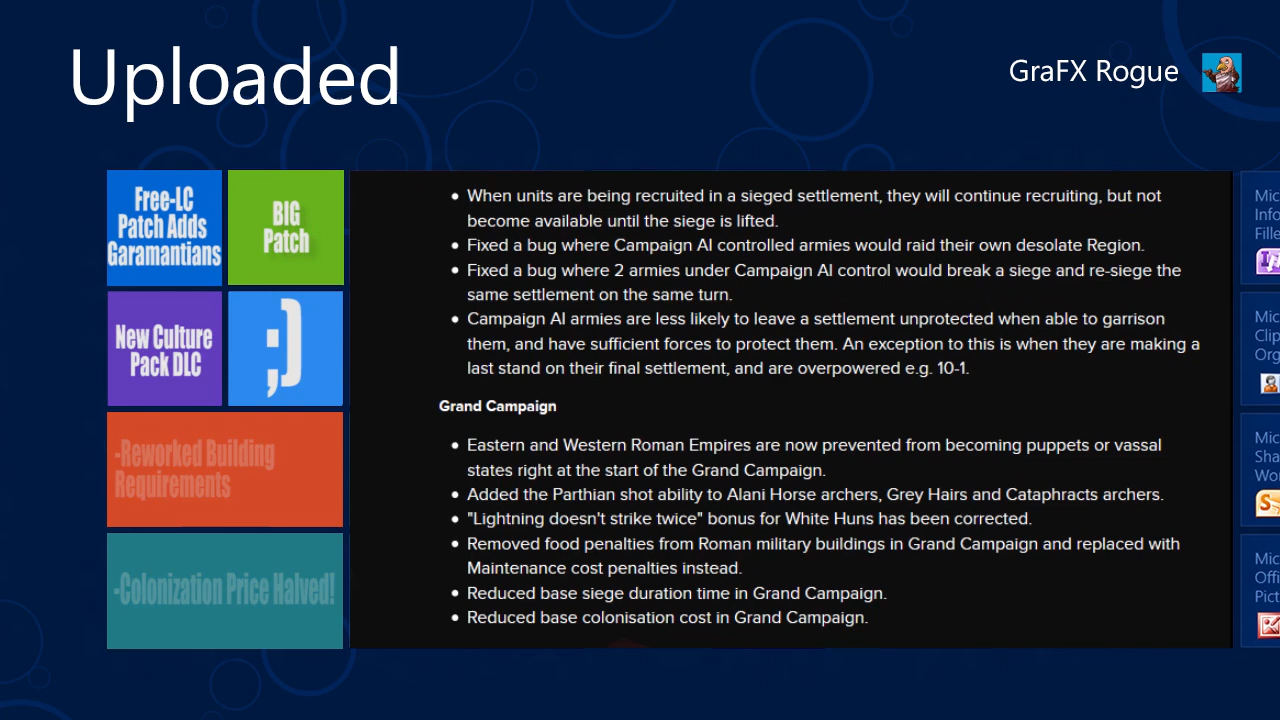 Uploaded
GraFX Rogue
Free-LC
Patch Adds
Garamantians
BIG
Patch
New Culture
Pack DLC
;)
-Reworked Building
Requirements
-Colonization Price Halved!
• When units are being recruited in a sieged settlement, they will continue recruiting, but not
become available until the siege is lifted.
• Fixed a bug where Campaign AI controlled armies would raid their own desolate Region.
• Fixed a bug where 2 armies under Campaign AI control would break a siege and re-siege the
same settlement on the same turn.
• Campaign AI armies are less likely to leave a settlement unprotected when able to garrison
them, and have sufficient forces to protect them. An exception to this is when they are making a
last stand on their final settlement, and are overpowered e.g. 10-1.
Grand Campaign
• Eastern and Western Roman Empires are now prevented from becoming puppets or vassal
states right at the start of the Grand Campaign.
• Added the Parthian shot ability to Alani Horse archers, Grey Hairs and Cataphracts archers.
• "Lightning doesn't strike twice" bonus for White Huns has been corrected.
• Removed food penalties from Roman military buildings in Grand Campaign and replaced with
Maintenance cost penalties instead.
• Reduced base siege duration time in Grand Campaign.
• Reduced base colonisation cost in Grand Campaign.
Mic
Info
Fille
Mic
Clip
Org
Mic
Sha
Wo
S
Mic
Offi
Pict